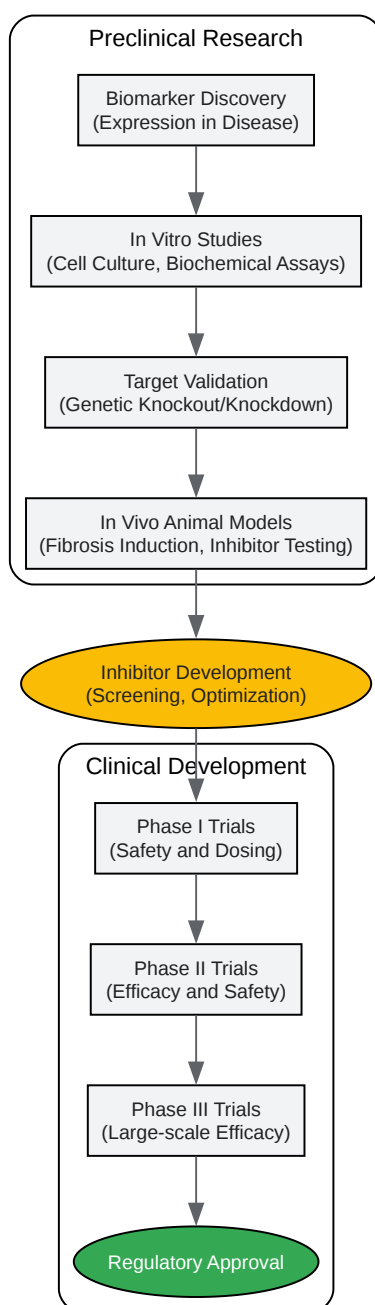 Preclinical Research
Biomarker Discovery
(Expression in Disease)
In Vitro Studies
(Cell Culture, Biochemical Assays)
Target Validation
(Genetic Knockout/Knockdown)
In Vivo Animal Models
(Fibrosis Induction, Inhibitor Testing)
Inhibitor Development
(Screening, Optimization)
Clinical Development
Phase I Trials
(Safety and Dosing)
Phase II Trials
(Efficacy and Safety)
Phase III Trials
(Large-scale Efficacy)
Regulatory Approval